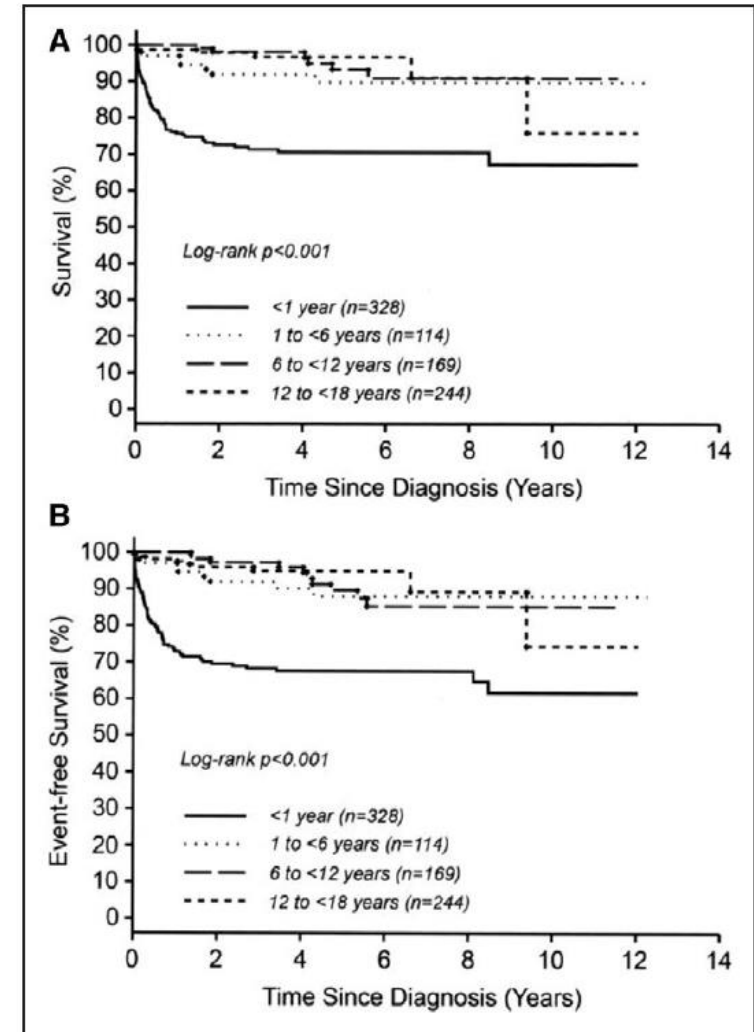 A
Survival (%)
100
90
80
70
60
50
40
30
20
10
0
Log-rank p<0.001
<1 year (n=328)
1 to <6 years (n=114)
6 to <12 years (n=169)
12 to <18 years (n=244)
0 2 4 6 8 10 12 14
Time Since Diagnosis (Years)
B
Event-free Survival (%)
100
90
80
70
60
50
40
30
20
10
0
Log-rank p<0.001
<1 year (n=328)
1 to <6 years (n=114)
6 to <12 years (n=169)
12 to <18 years (n=244)
0 2 4 6 8 10 12 14
Time Since Diagnosis (Years)